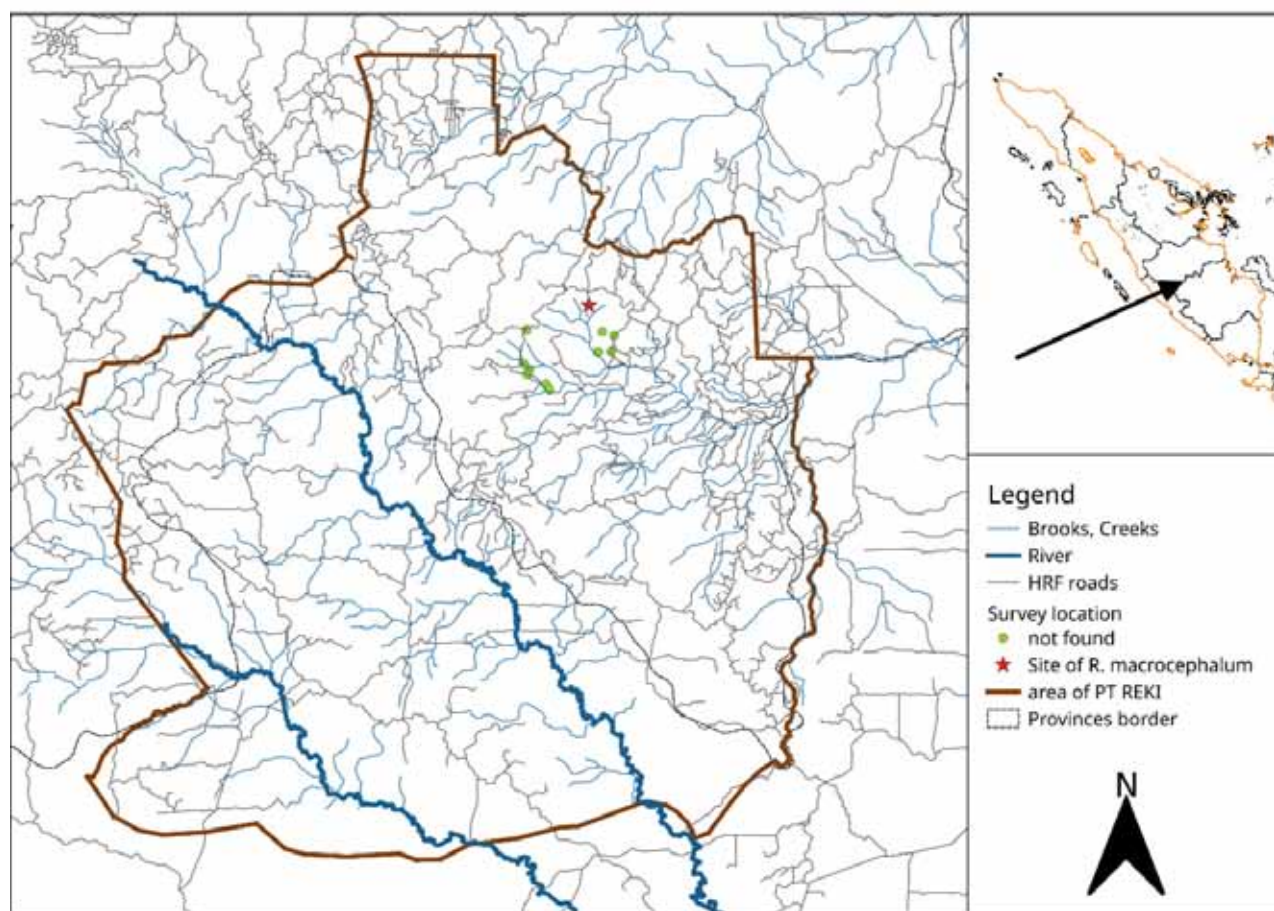 Legend
Brooks, Creeks
River
HRF roads
Survey location
not found
Site of R. macrocephalum
area of PT REKI
Provinces border
N